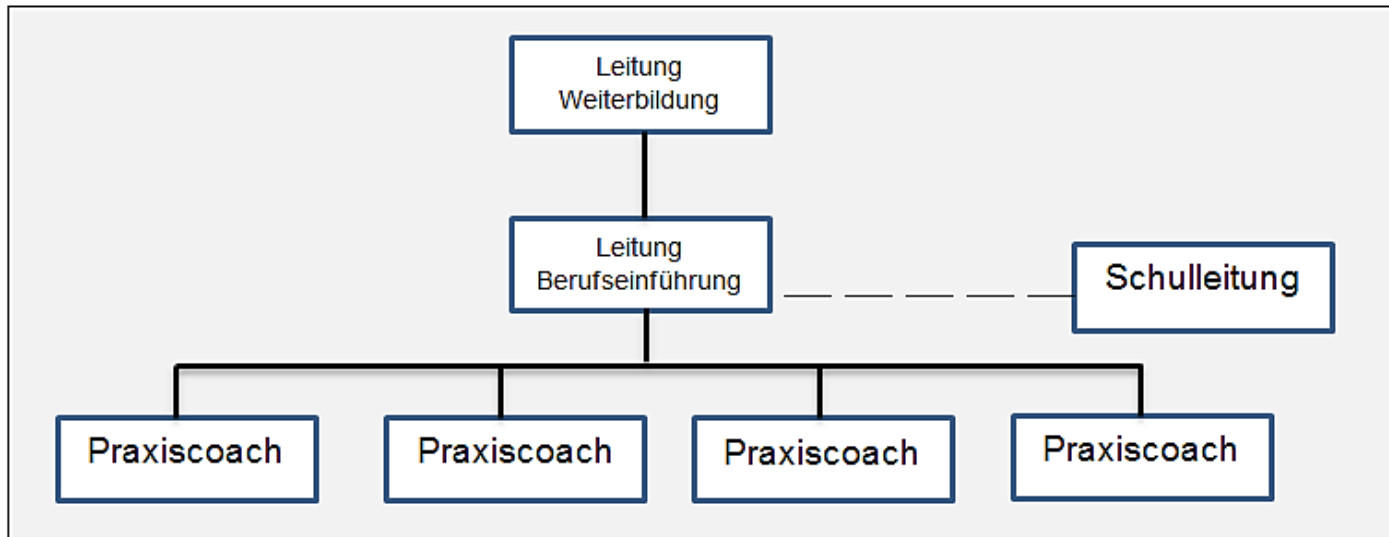 Leitung
Weiterbildung
Leitung
Berufseinführung
Schulleitung
Praxiscoach
Praxiscoach
Praxiscoach
Praxiscoach